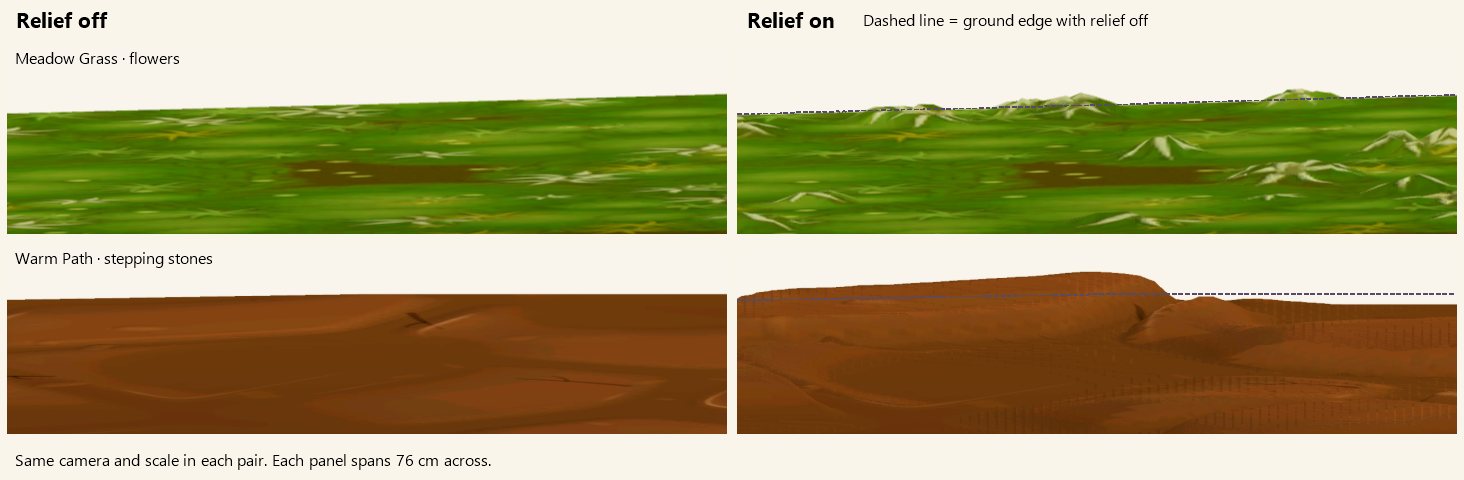 Relief off
Relief on
Dashed line = ground edge with relief off
Meadow Grass · flowers
Warm Path · stepping stones
Same camera and scale in each pair. Each panel spans 76 cm across.